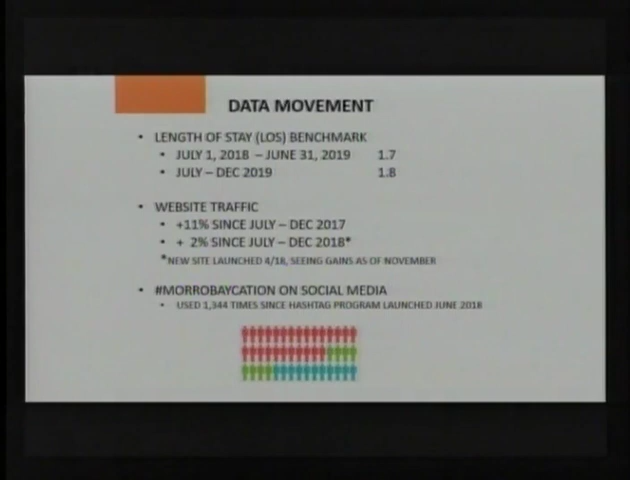 DATA MOVEMENT
• LENGTH OF STAY (LOS) BENCHMARK
• JULY 1, 2018 – JUNE 31, 2019 1.7
• JULY – DEC 2019 1.8
• WEBSITE TRAFFIC
• +11% SINCE JULY – DEC 2017
• + 2% SINCE JULY – DEC 2018*
*NEW SITE LAUNCHED 4/18, SEEING GAINS AS OF NOVEMBER
• #MORROBAYCATION ON SOCIAL MEDIA
• USED 1,344 TIMES SINCE HASHTAG PROGRAM LAUNCHED JUNE 2018